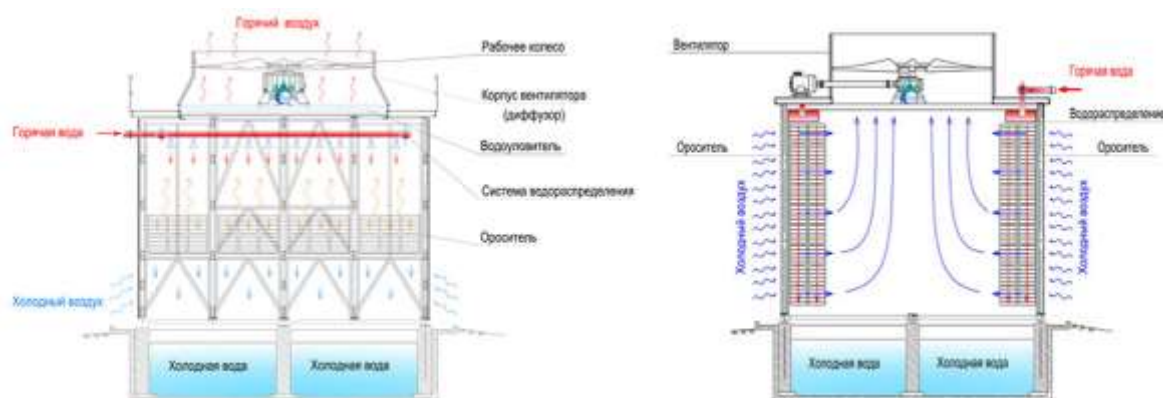 Горячий воздух
Рабочее колесо
Корпус вентилятора
(диффузор)
Горячая вода
Водоуловитель
Система водораспределения
Ороситель
Холодный воздух
Холодная вода
Холодная вода
Вентилятор
Горячая вода
Водораспределение
Ороситель
Ороситель
Холодный воздух
Холодный воздух
Холодная вода
Холодная вода